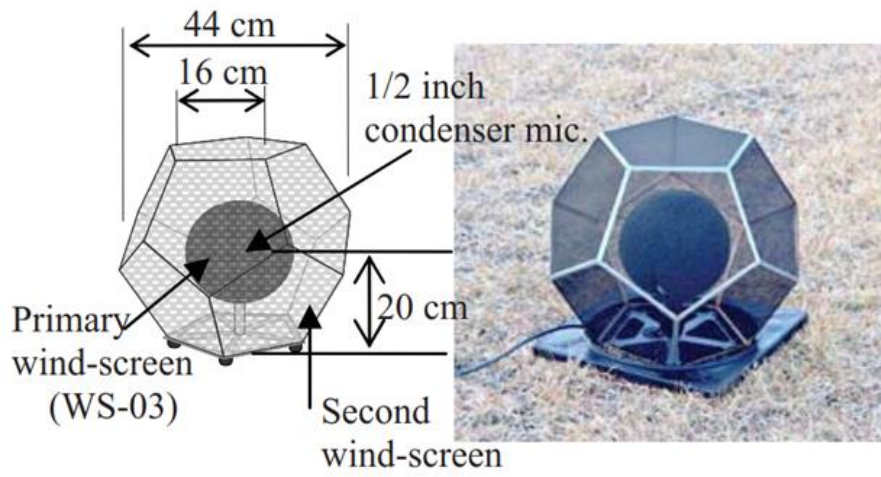 44 cm
16 cm
1/2 inch
condenser mic.
20 cm
Primary
wind-screen
(WS-03)
Second
wind-screen